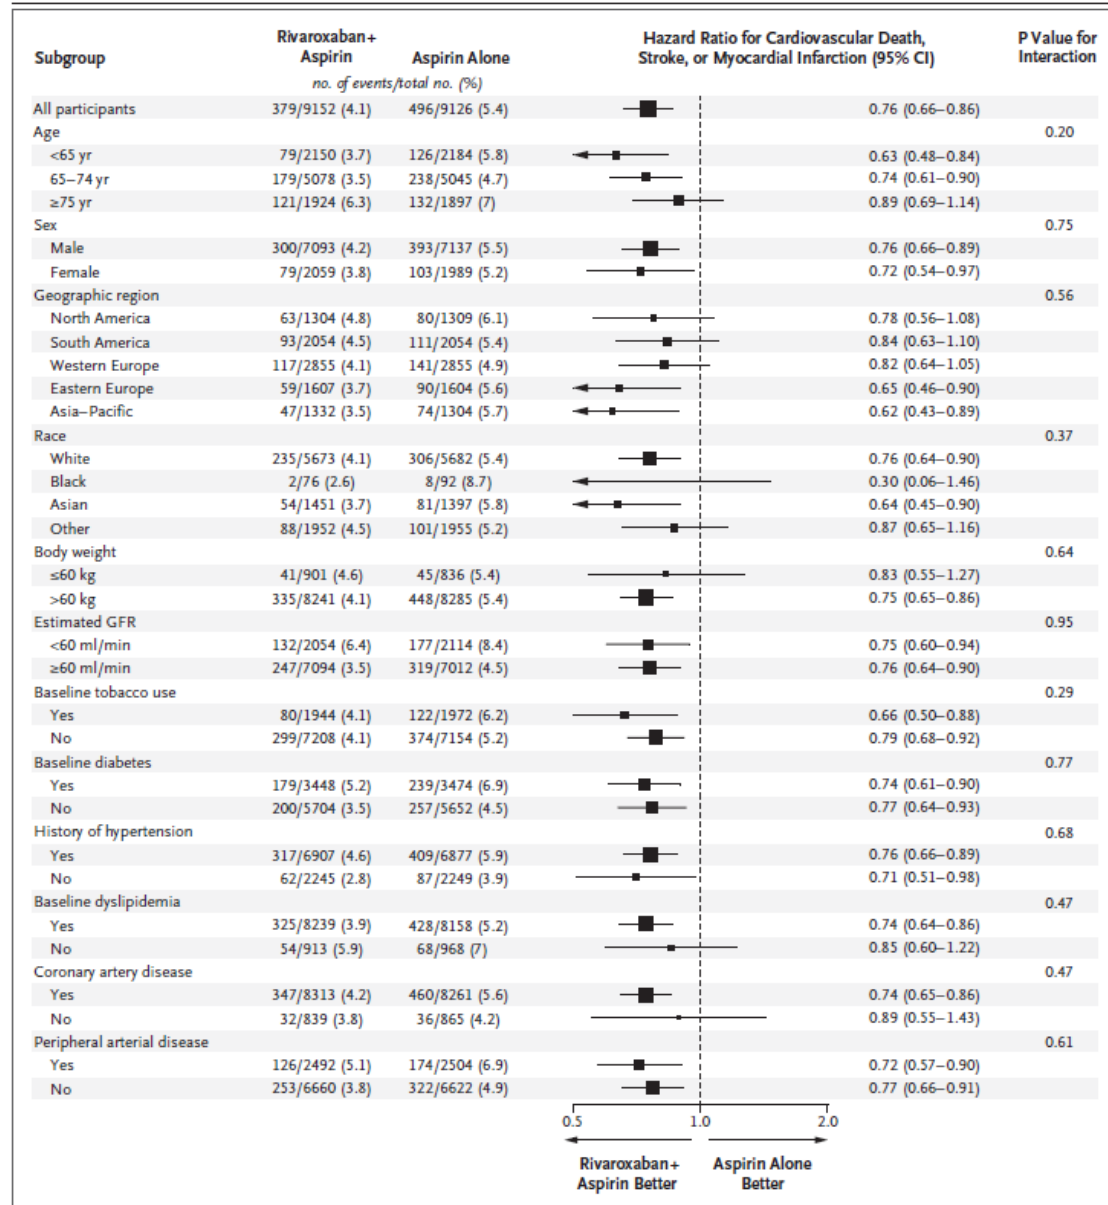 Subgroup Rivaroxaban+ Aspirin Aspirin Alone Hazard Ratio for Cardiovascular Death, Stroke, or Myocardial Infarction (95% CI) P Value for Interaction
no. of events/total no. (%)
All participants 379/9152 (4.1) 496/9126 (5.4) 0.76 (0.66–0.86)
Age 0.20
<65 yr 79/2150 (3.7) 126/2184 (5.8) 0.63 (0.48–0.84)
65–74 yr 179/5078 (3.5) 238/5045 (4.7) 0.74 (0.61–0.90)
≥75 yr 121/1924 (6.3) 132/1897 (7) 0.89 (0.69–1.14)
Sex 0.75
Male 300/7093 (4.2) 393/7137 (5.5) 0.76 (0.66–0.89)
Female 79/2059 (3.8) 103/1989 (5.2) 0.72 (0.54–0.97)
Geographic region 0.56
North America 63/1304 (4.8) 80/1309 (6.1) 0.78 (0.56–1.08)
South America 93/2054 (4.5) 111/2054 (5.4) 0.84 (0.63–1.10)
Western Europe 117/2855 (4.1) 141/2855 (4.9) 0.82 (0.64–1.05)
Eastern Europe 59/1607 (3.7) 90/1604 (5.6) 0.65 (0.46–0.90)
Asia–Pacific 47/1332 (3.5) 74/1304 (5.7) 0.62 (0.43–0.89)
Race 0.37
White 235/5673 (4.1) 306/5682 (5.4) 0.76 (0.64–0.90)
Black 2/76 (2.6) 8/92 (8.7) 0.30 (0.06–1.46)
Asian 54/1451 (3.7) 81/1397 (5.8) 0.64 (0.45–0.90)
Other 88/1952 (4.5) 101/1955 (5.2) 0.87 (0.65–1.16)
Body weight 0.64
≤60 kg 41/901 (4.6) 45/836 (5.4) 0.83 (0.55–1.27)
>60 kg 335/8241 (4.1) 448/8285 (5.4) 0.75 (0.65–0.86)
Estimated GFR 0.95
<60 ml/min 132/2054 (6.4) 177/2114 (8.4) 0.75 (0.60–0.94)
≥60 ml/min 247/7094 (3.5) 319/7012 (4.5) 0.76 (0.64–0.90)
Baseline tobacco use 0.29
Yes 80/1944 (4.1) 122/1972 (6.2) 0.66 (0.50–0.88)
No 299/7208 (4.1) 374/7154 (5.2) 0.79 (0.68–0.92)
Baseline diabetes 0.77
Yes 179/3448 (5.2) 239/3474 (6.9) 0.74 (0.61–0.90)
No 200/5704 (3.5) 257/5652 (4.5) 0.77 (0.64–0.93)
History of hypertension 0.68
Yes 317/6907 (4.6) 409/6877 (5.9) 0.76 (0.66–0.89)
No 62/2245 (2.8) 87/2249 (3.9) 0.71 (0.51–0.98)
Baseline dyslipidemia 0.47
Yes 325/8239 (3.9) 428/8158 (5.2) 0.74 (0.64–0.86)
No 54/913 (5.9) 68/968 (7) 0.85 (0.60–1.22)
Coronary artery disease 0.47
Yes 347/8313 (4.2) 460/8261 (5.6) 0.74 (0.65–0.86)
No 32/839 (3.8) 36/865 (4.2) 0.89 (0.55–1.43)
Peripheral arterial disease 0.61
Yes 126/2492 (5.1) 174/2504 (6.9) 0.72 (0.57–0.90)
No 253/6660 (3.8) 322/6622 (4.9) 0.77 (0.66–0.91)
0.5 1.0 2.0
Rivaroxaban+ Aspirin Better Aspirin Alone Better